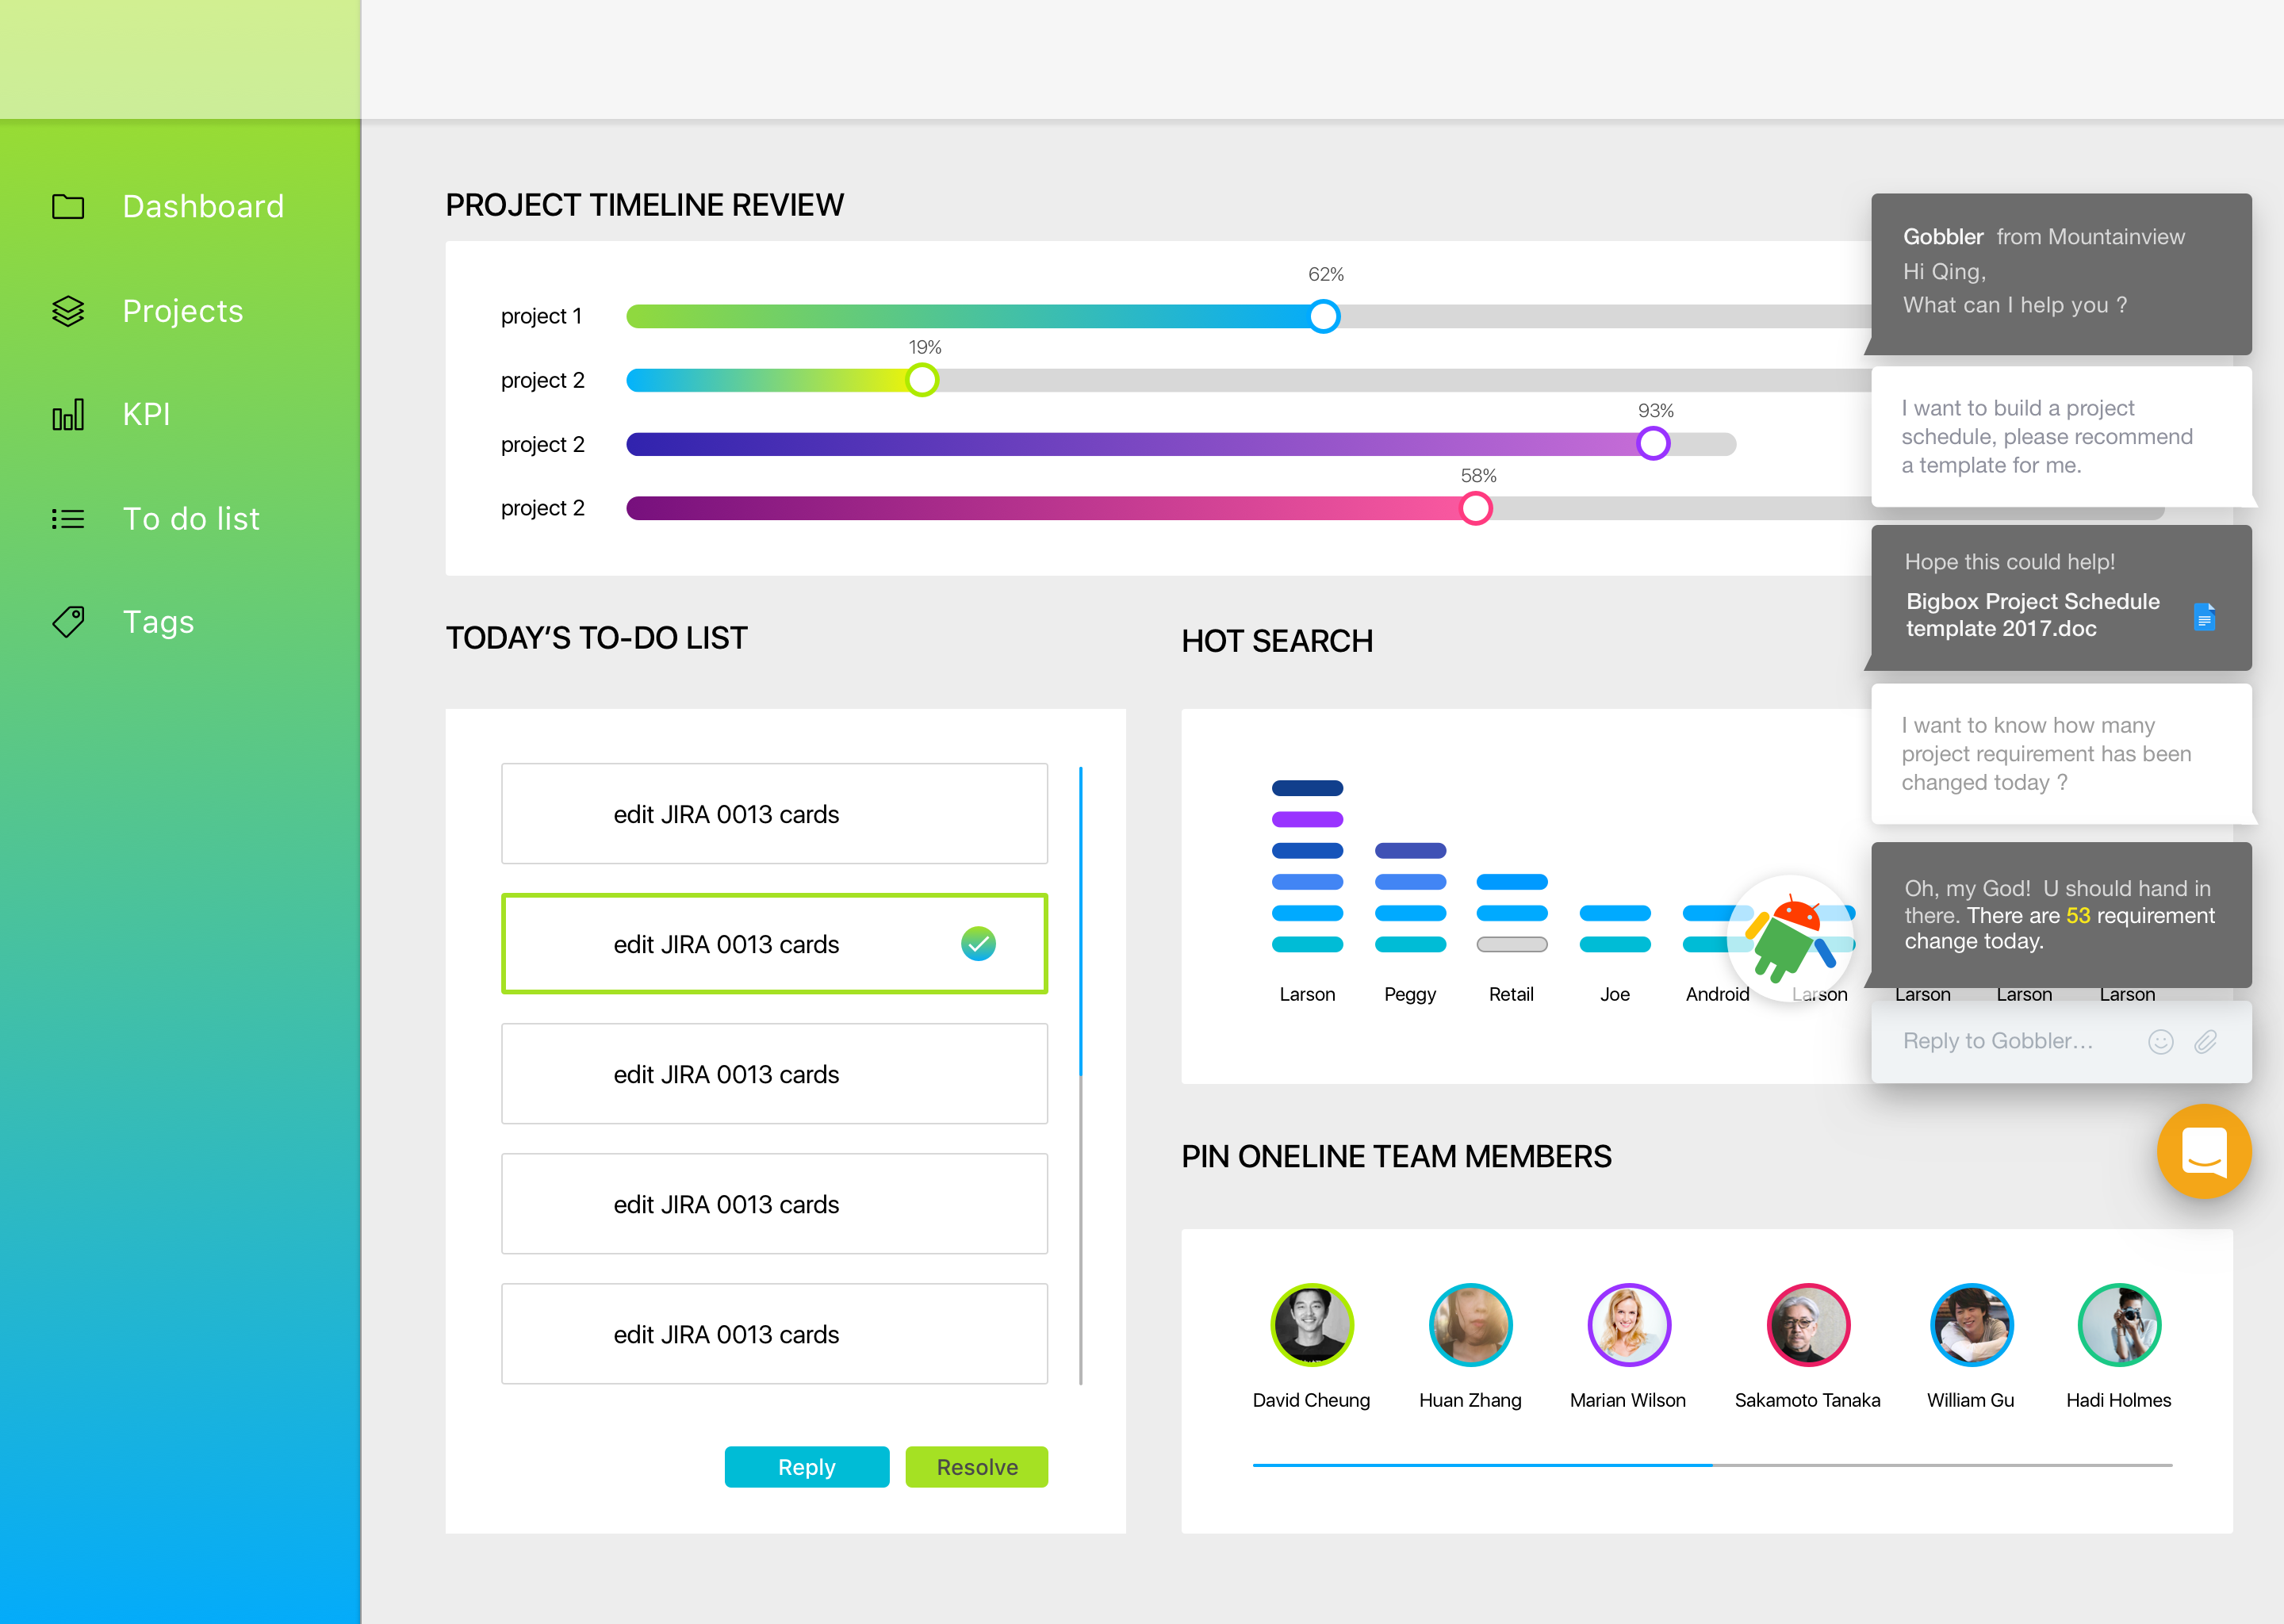 Dashboard
Projects
KPI
To do list
Tags
PROJECT TIMELINE REVIEW
62%
project 1
19%
project 2
93%
project 2
58%
project 2
TODAY’S TO-DO LIST
edit JIRA 0013 cards
edit JIRA 0013 cards
edit JIRA 0013 cards
edit JIRA 0013 cards
edit JIRA 0013 cards
Reply
Resolve
HOT SEARCH
Larson
Peggy
Retail
Joe
Android
Larson
Larson
Larson
Larson
PIN ONELINE TEAM MEMBERS
David Cheung
Huan Zhang
Marian Wilson
Sakamoto Tanaka
William Gu
Hadi Holmes
Gobbler from Mountainview
Hi Qing,
What can I help you ?
I want to build a project
schedule, please recommend
a template for me.
Hope this could help!
Bigbox Project Schedule
template 2017.doc
I want to know how many
project requirement has been
changed today ?
Oh, my God! U should hand in
there. There are 53 requirement
change today.
Reply to Gobbler...